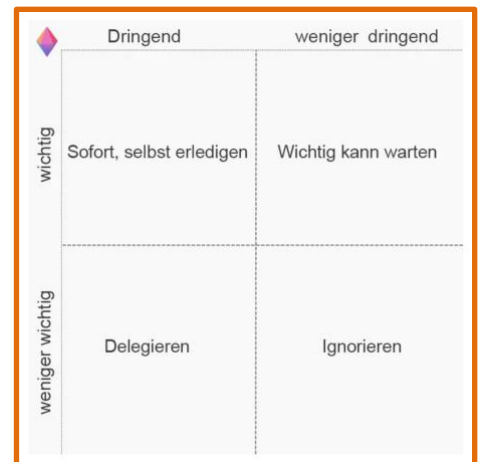 Dringend weniger dringend
wichtig
Sofort, selbst erledigen Wichtig kann warten
weniger wichtig
Delegieren Ignorieren